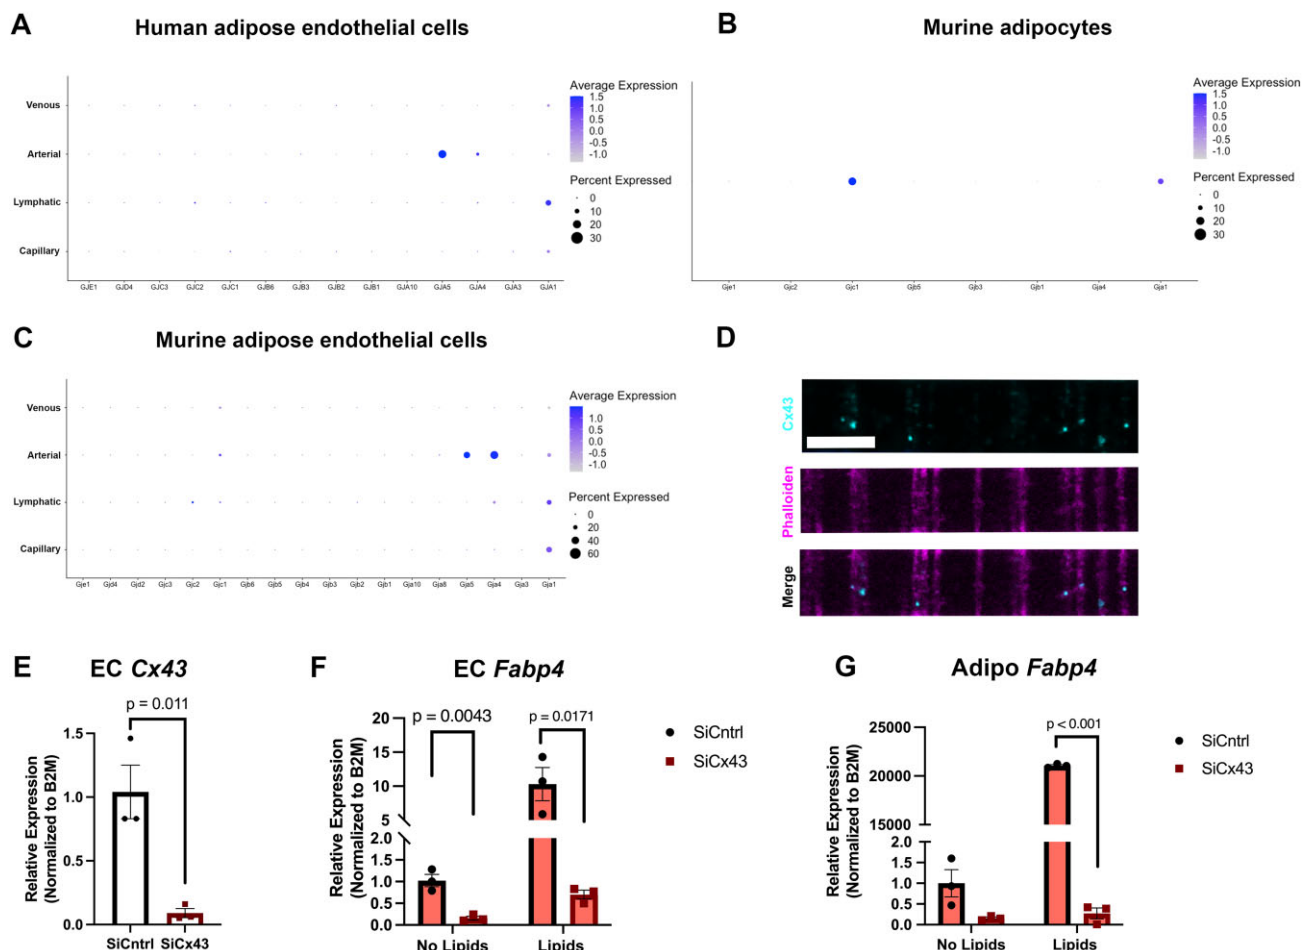 A
Human adipose endothelial cells
Venous
Arterial
Lymphatic
Capillary
GJE1 GJD4 GJC3 GJC2 GJC1 GJB6 GJB3 GJB2 GJB1 GJA10 GJA5 GJA4 GJA3 GJA1
Average Expression
1.5
1.0
0.5
0.0
-0.5
-1.0
Percent Expressed
0
10
20
30
B
Murine adipocytes
Gje1 Gjc2 Gjc1 Gjb5 Gjb3 Gjb1 Gja4 Gja1
Average Expression
1.5
1.0
0.5
0.0
-0.5
-1.0
Percent Expressed
0
10
20
30
C
Murine adipose endothelial cells
Venous
Arterial
Lymphatic
Capillary
Gje1 Gjd4 Gjd2 Gjc3 Gjc2 Gjc1 Gjb6 Gjb5 Gjb4 Gjb3 Gjb2 Gjb1 Gja10 Gja8 Gja5 Gja4 Gja3 Gja1
Average Expression
1.0
0.5
0.0
-0.5
-1.0
Percent Expressed
0
20
40
60
D
Cx43
Phalloiden
Merge
E
EC Cx43
p = 0.011
Relative Expression
(Normalized to B2M)
1.5
1.0
0.5
0.0
SiCntrl SiCx43
F
EC Fabp4
p = 0.0043
p = 0.0171
Relative Expression
(Normalized to B2M)
20
15
10
5
2.0
1.5
1.0
0.5
0.0
No Lipids Lipids
SiCntrl
SiCx43
G
Adipo Fabp4
p < 0.001
Relative Expression
(Normalized to B2M)
25000
20000
15000
2.0
1.5
1.0
0.5
0.0
No Lipids Lipids
SiCntrl
SiCx43